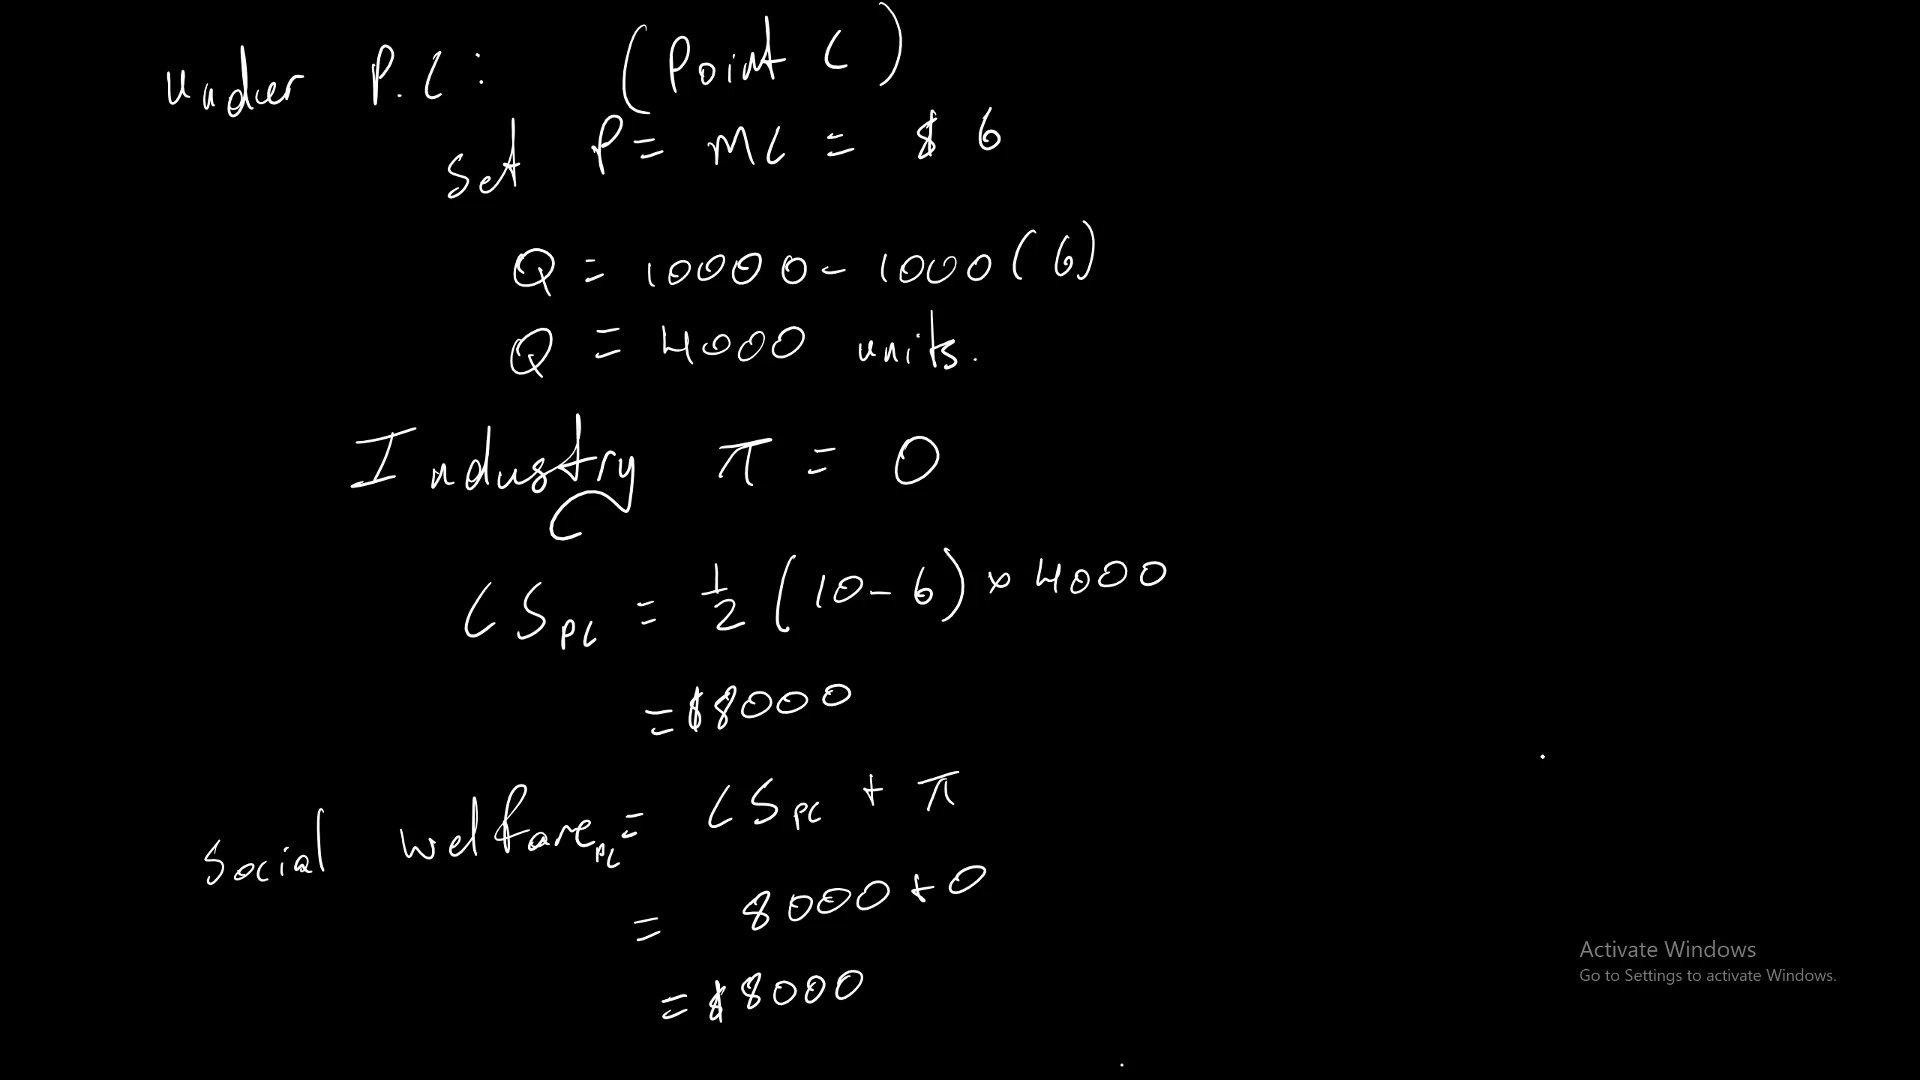 under P.C: (Point C)
set P = MC = $ 6
Q = 10000 - 1000(6)
Q = 4000 units.
Industry π = 0
CS_PC = 1/2 (10-6) × 4000
= $8000
Social welfare_PC = CS_PC + π
= 8000 + 0
= $8000
Activate Windows
Go to Settings to activate Windows.